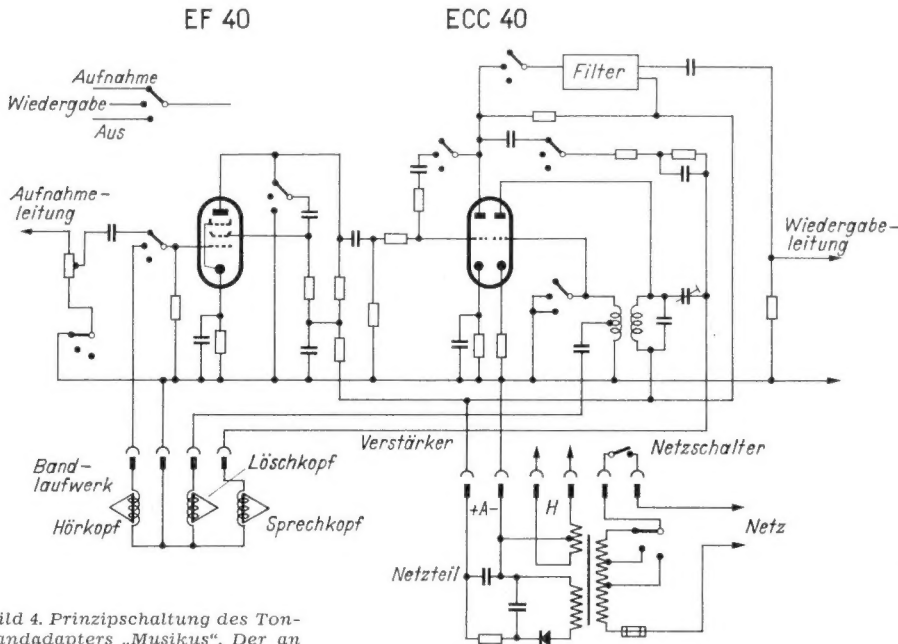 EF 40
ECC 40
Aufnahme
Wiedergabe
Aus
Filter
Aufnahme-
leitung
Wiedergabe-
leitung
Verstärker
Netzschalter
Band-
laufwerk
Löschkopf
Hörkopf
Sprechkopf
+A-
H
Netz
Netzteil
ild 4. Prinzipschaltung des Ton-
andadapters „Musikus". Der an